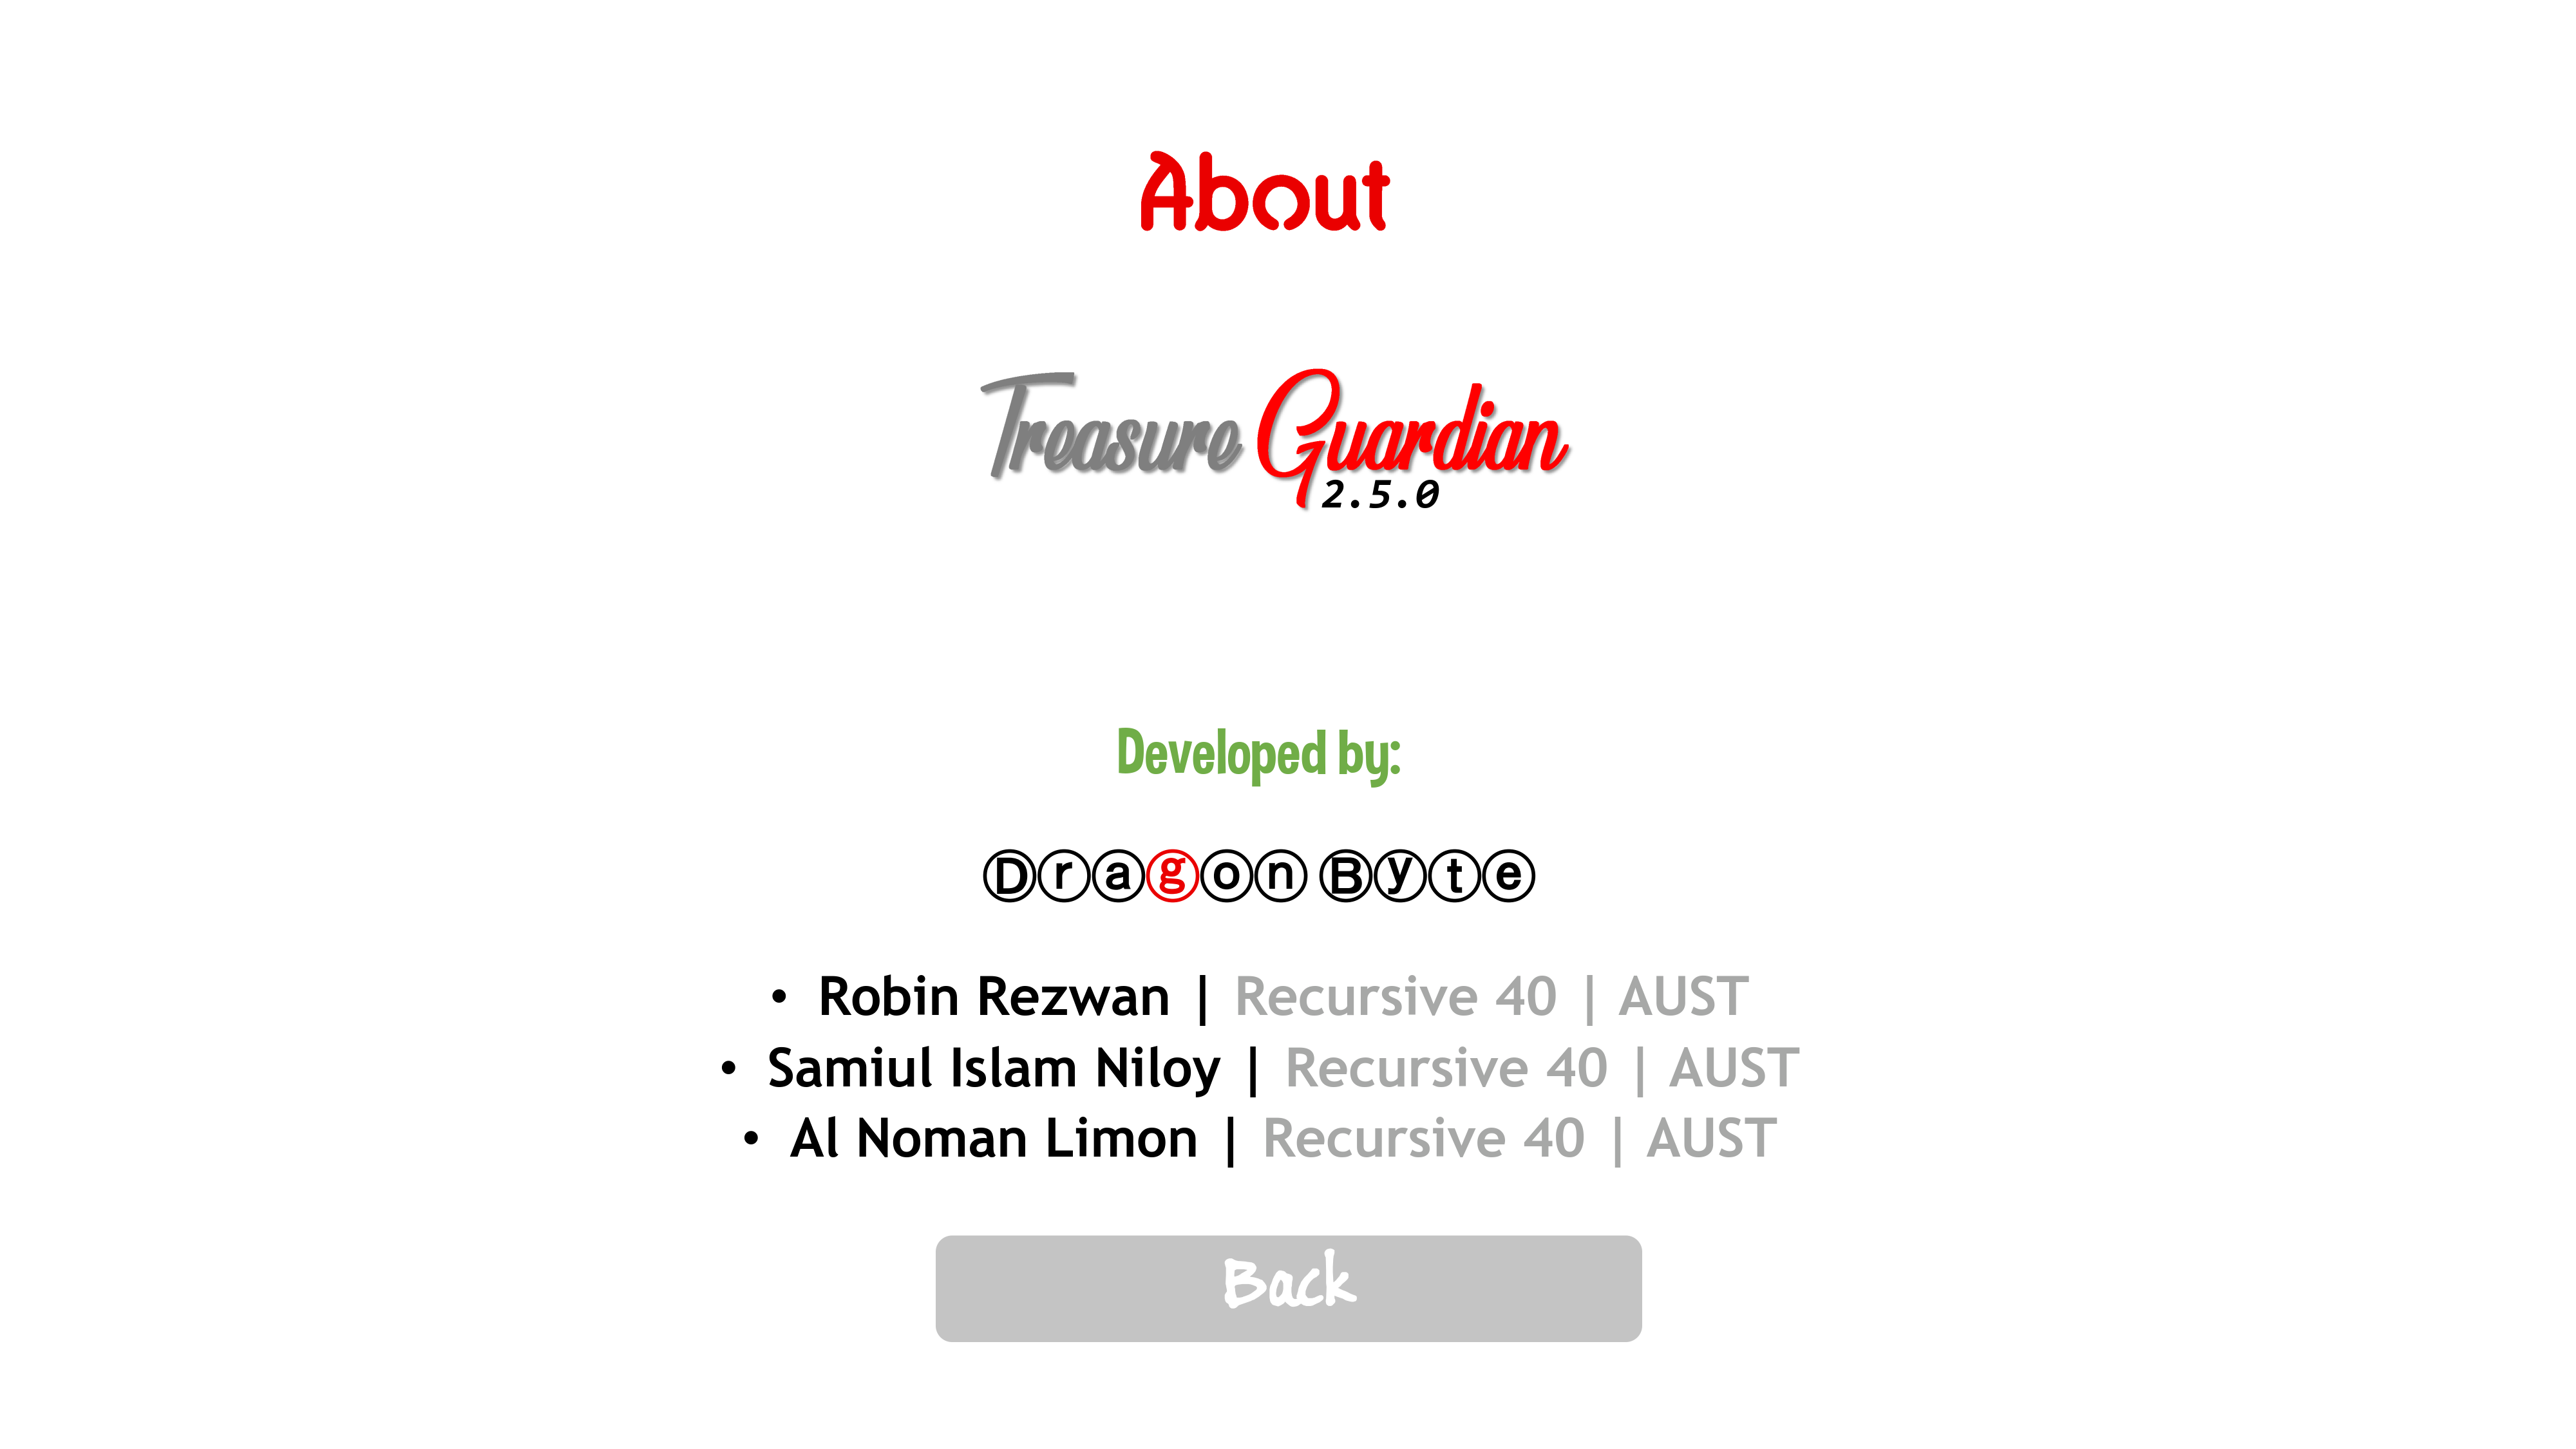 About
Treasure Guardian
2.5.0
Developed by:
Ⓓⓡⓐⓖⓞⓝ Ⓑⓨⓣⓔ
• Robin Rezwan | Recursive 40 | AUST
• Samiul Islam Niloy | Recursive 40 | AUST
• Al Noman Limon | Recursive 40 | AUST
Back